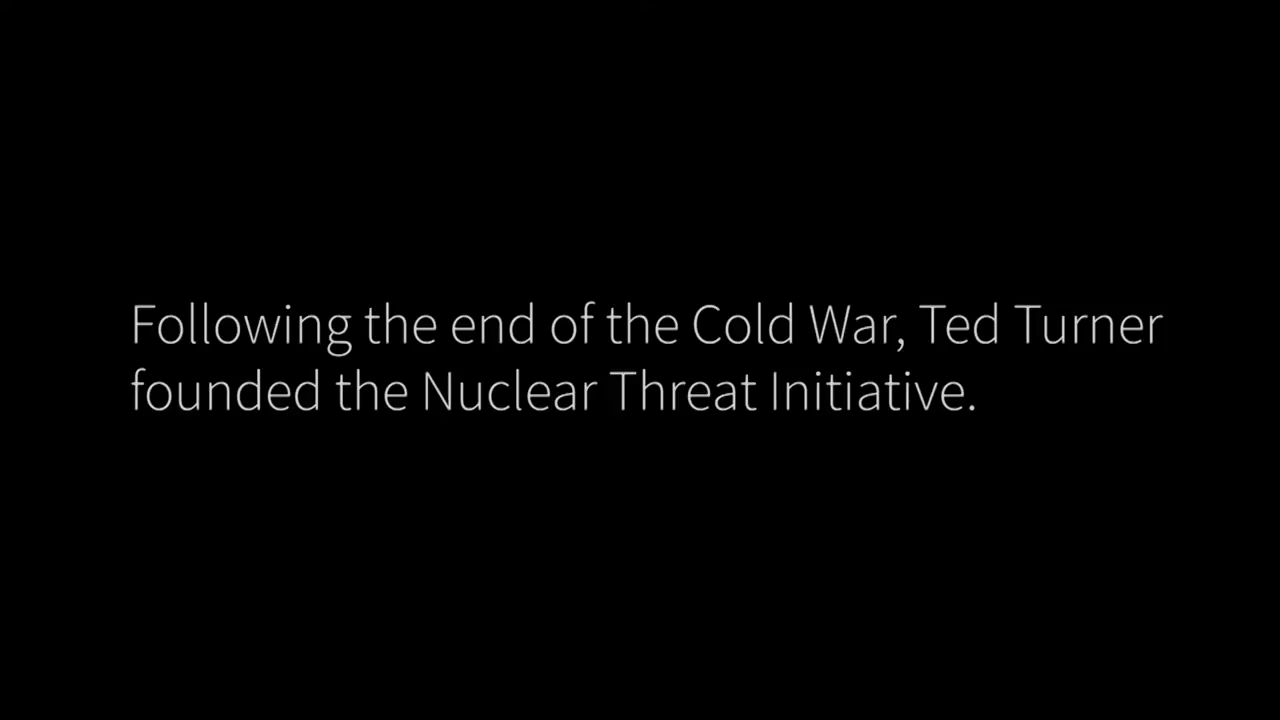 Following the end of the Cold War, Ted Turner
founded the Nuclear Threat Initiative.